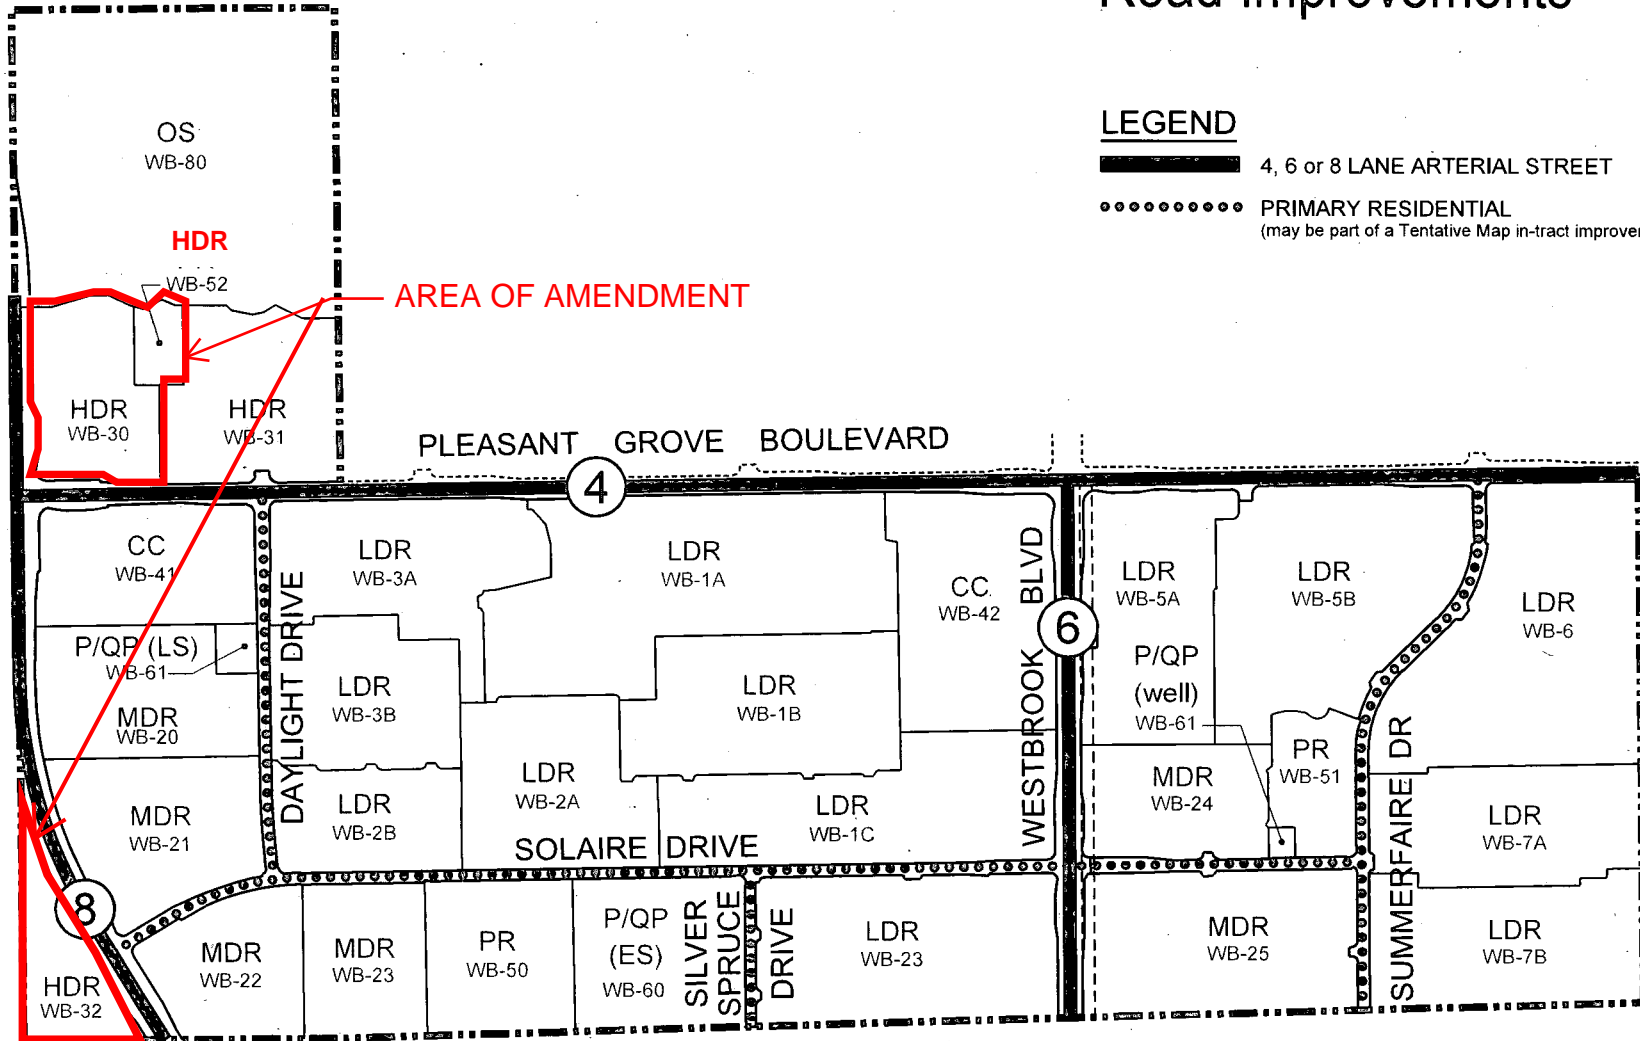 Road Improvements
LEGEND
4, 6 or 8 LANE ARTERIAL STREET
PRIMARY RESIDENTIAL
(may be part of a Tentative Map in-tract improver
OS
WB-80
HDR
WB-52
AREA OF AMENDMENT
HDR
WB-30
HDR
WB-31
PLEASANT GROVE BOULEVARD
4
CC
WB-41
LDR
WB-3A
LDR
WB-1A
CC
WB-42
LDR
WB-5A
LDR
WB-5B
LDR
WB-6
P/QP (LS)
WB-61
MDR
WB-20
DAYLIGHT DRIVE
LDR
WB-3B
LDR
WB-1B
WESTBROOK BLVD
6
P/QP
(well)
WB-61
PR
WB-51
MDR
WB-24
MDR
WB-21
LDR
WB-2B
LDR
WB-2A
LDR
WB-1C
SOLAIRE DRIVE
SUMMERFAIRE DR
LDR
WB-7A
8
HDR
WB-32
MDR
WB-22
MDR
WB-23
PR
WB-50
P/QP
(ES)
WB-60
SILVER
SPRUCE
DRIVE
LDR
WB-23
MDR
WB-25
LDR
WB-7B